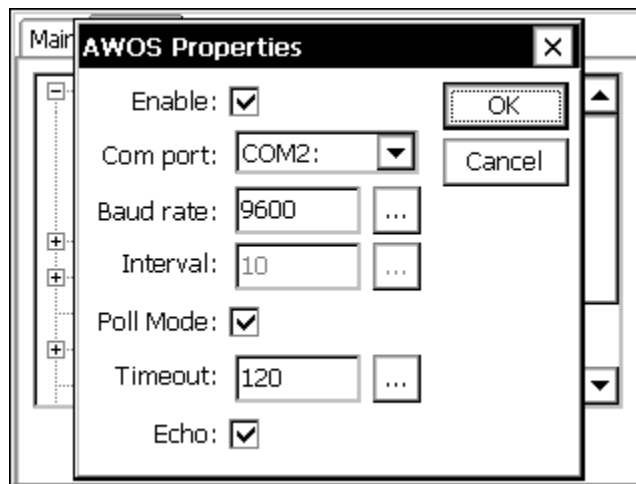 Main
AWOS Properties
Enable:
OK
Com port: COM2:
Cancel
Baud rate: 9600 ...
Interval: 10 ...
Poll Mode:
Timeout: 120 ...
Echo: